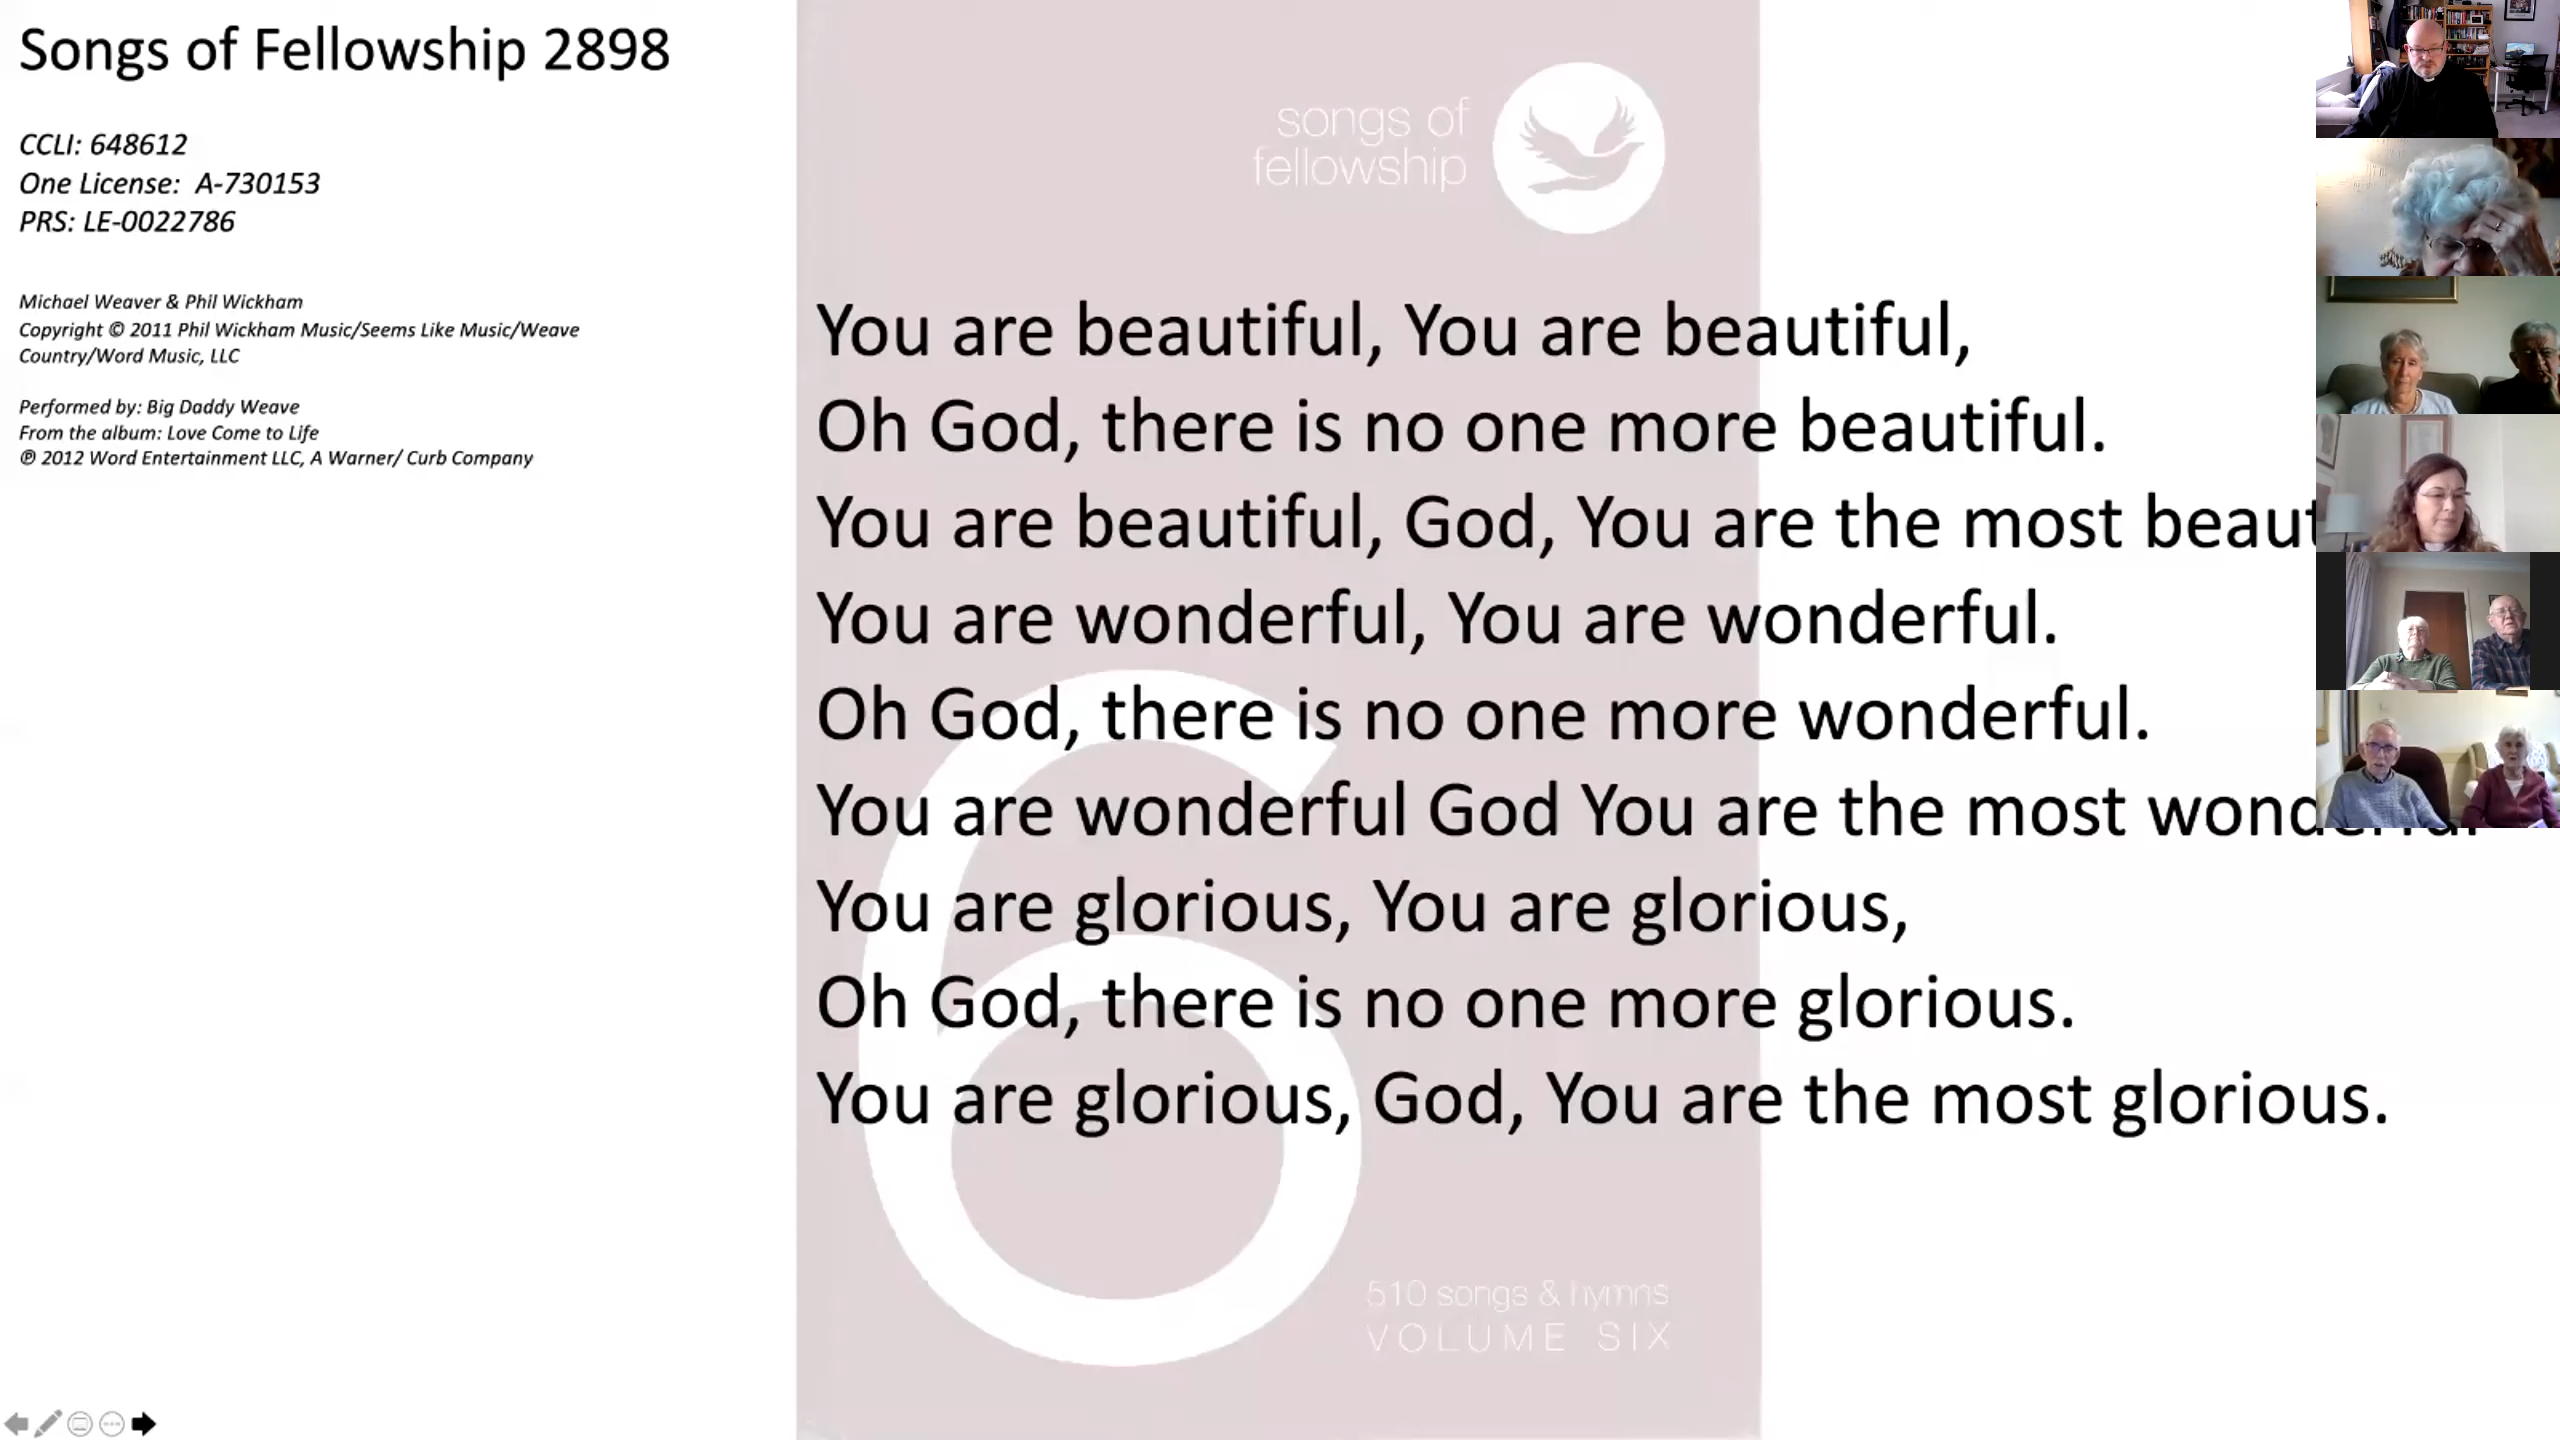 Songs of Fellowship 2898
CCLI: 648612
One License: A-730153
PRS: LE-0022786
Michael Weaver & Phil Wickham
Copyright © 2011 Phil Wickham Music/Seems Like Music/Weave
Country/Word Music, LLC
Performed by: Big Daddy Weave
From the album: Love Come to Life
℗ 2012 Word Entertainment LLC, A Warner/ Curb Company
songs of
fellowship
You are beautiful, You are beautiful,
Oh God, there is no one more beautiful.
You are beautiful, God, You are the most
You are wonderful, You are wonderful.
Oh God, there is no one more wonderful.
You are wonderful God You are the most
You are glorious, You are glorious,
Oh God, there is no one more glorious.
You are glorious, God, You are the most glorious.
6
510 songs & hymns
VOLUME SIX